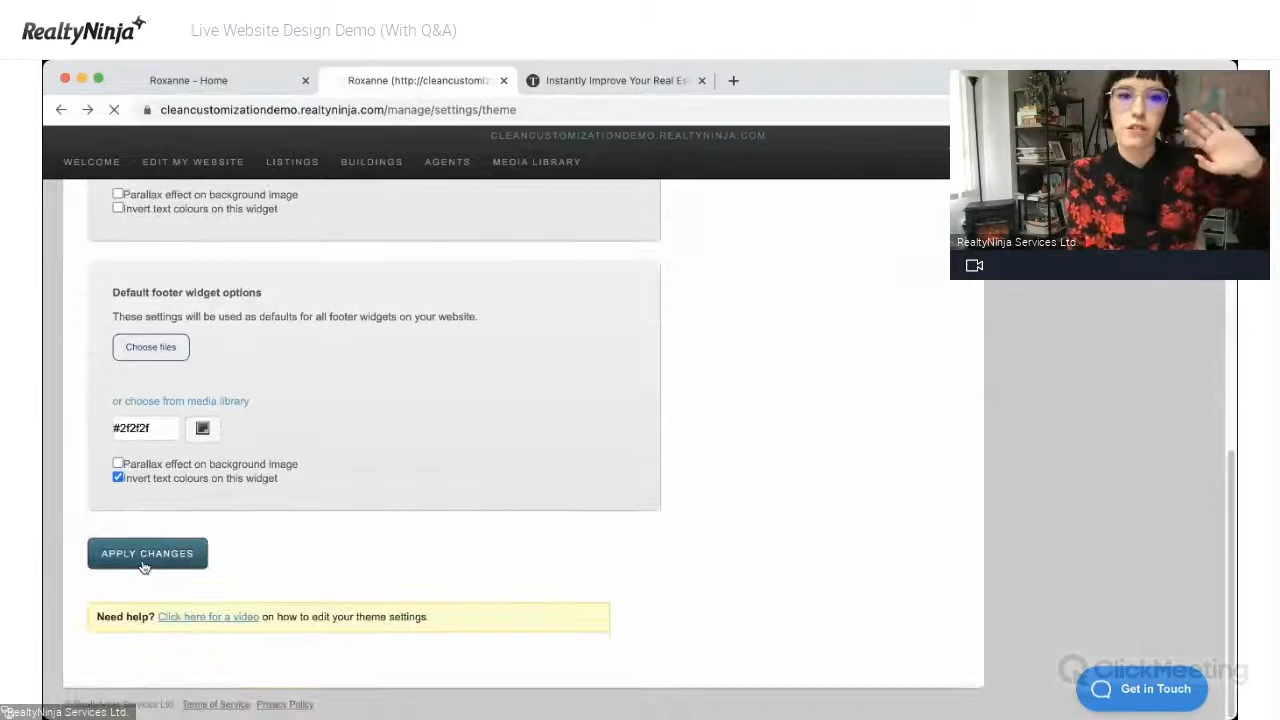 RealtyNinja
Live Website Design Demo (With Q&A)
Roxanne - Home
Roxanne (http://cleancustomiz
Instantly Improve Your Real Es
cleancustomizationdemo.realtyninja.com/manage/settings/theme
CLEANCUSTOMIZATIONDEMO.REALTYNINJA.COM
WELCOME EDIT MY WEBSITE LISTINGS BUILDINGS AGENTS MEDIA LIBRARY
Parallax effect on background image
Invert text colours on this widget
RealtyNinja Services Ltd.
Default footer widget options
These settings will be used as defaults for all footer widgets on your website.
Choose files
or choose from media library
#2f2f2f
Parallax effect on background image
Invert text colours on this widget
APPLY CHANGES
Need help? Click here for a video on how to edit your theme settings.
ClickMeeting
Get in Touch
Terms of Service Privacy Policy
RealtyNinja Services Ltd.